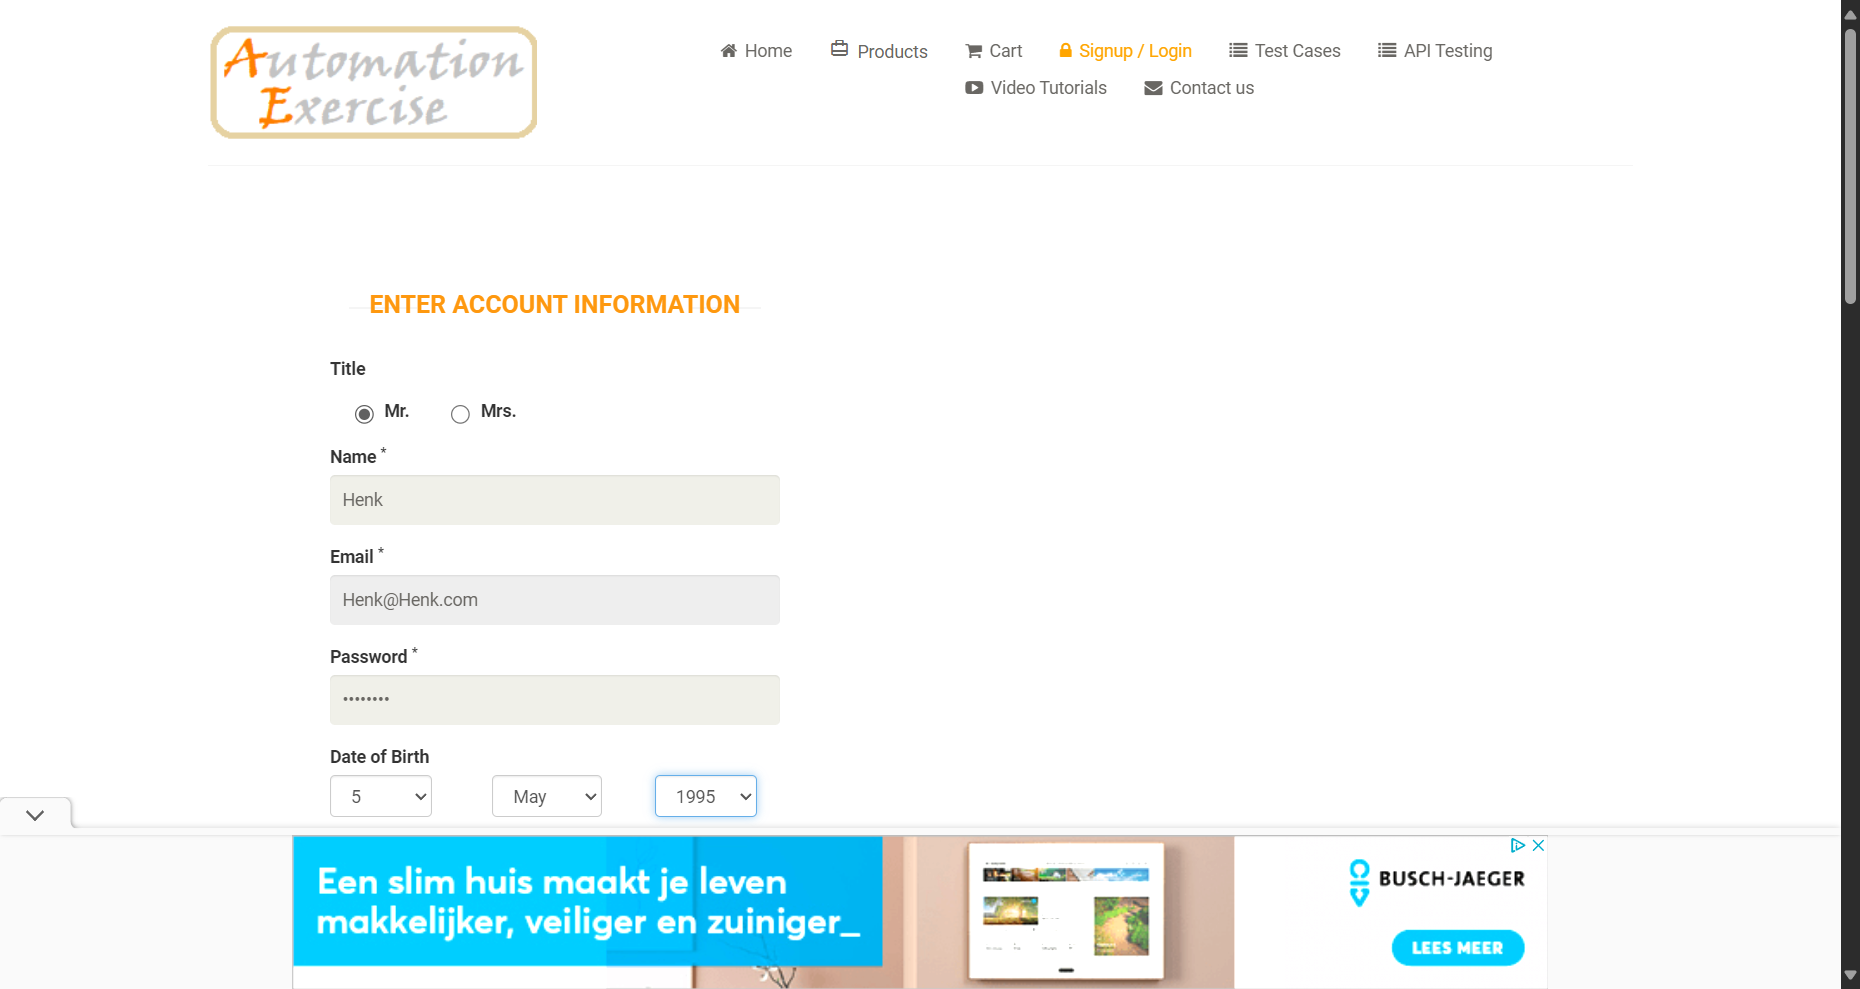 Automation
Exercise
Home
Products
Cart
Signup / Login
Test Cases
API Testing
Video Tutorials
Contact us
ENTER ACCOUNT INFORMATION
Title
Mr.
Mrs.
Name *
Henk
Email *
Henk@Henk.com
Password *
••••••••
Date of Birth
5
May
1995
Een slim huis maakt je leven
makkelijker, veiliger en zuiniger_
BUSCH-JAEGER
LEES MEER